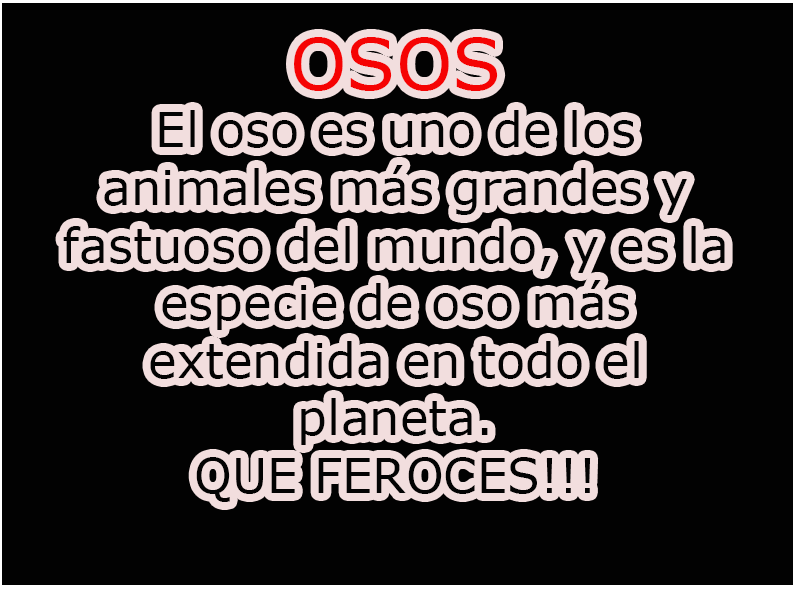 OSOS
El oso es uno de los
animales más grandes y
fastuoso del mundo, y es la
especie de oso más
extendida en todo el
planeta.
QUE FEROCES!!!